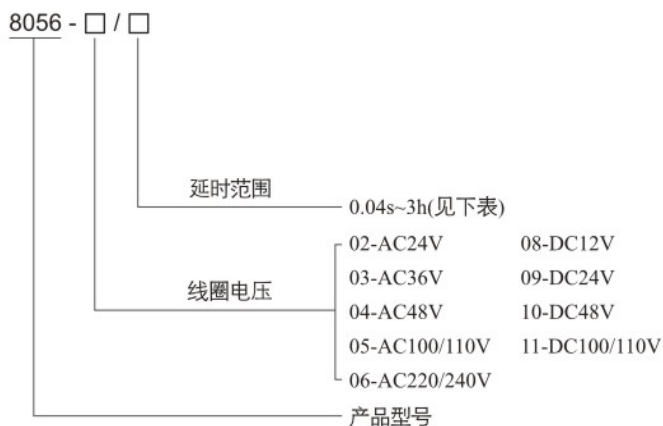 8056 - □ / □
延时范围
0.04s~3h(见下表)
02-AC24V 08-DC12V
03-AC36V 09-DC24V
线圈电压
04-AC48V 10-DC48V
05-AC100/110V 11-DC100/110V
06-AC220/240V
产品型号